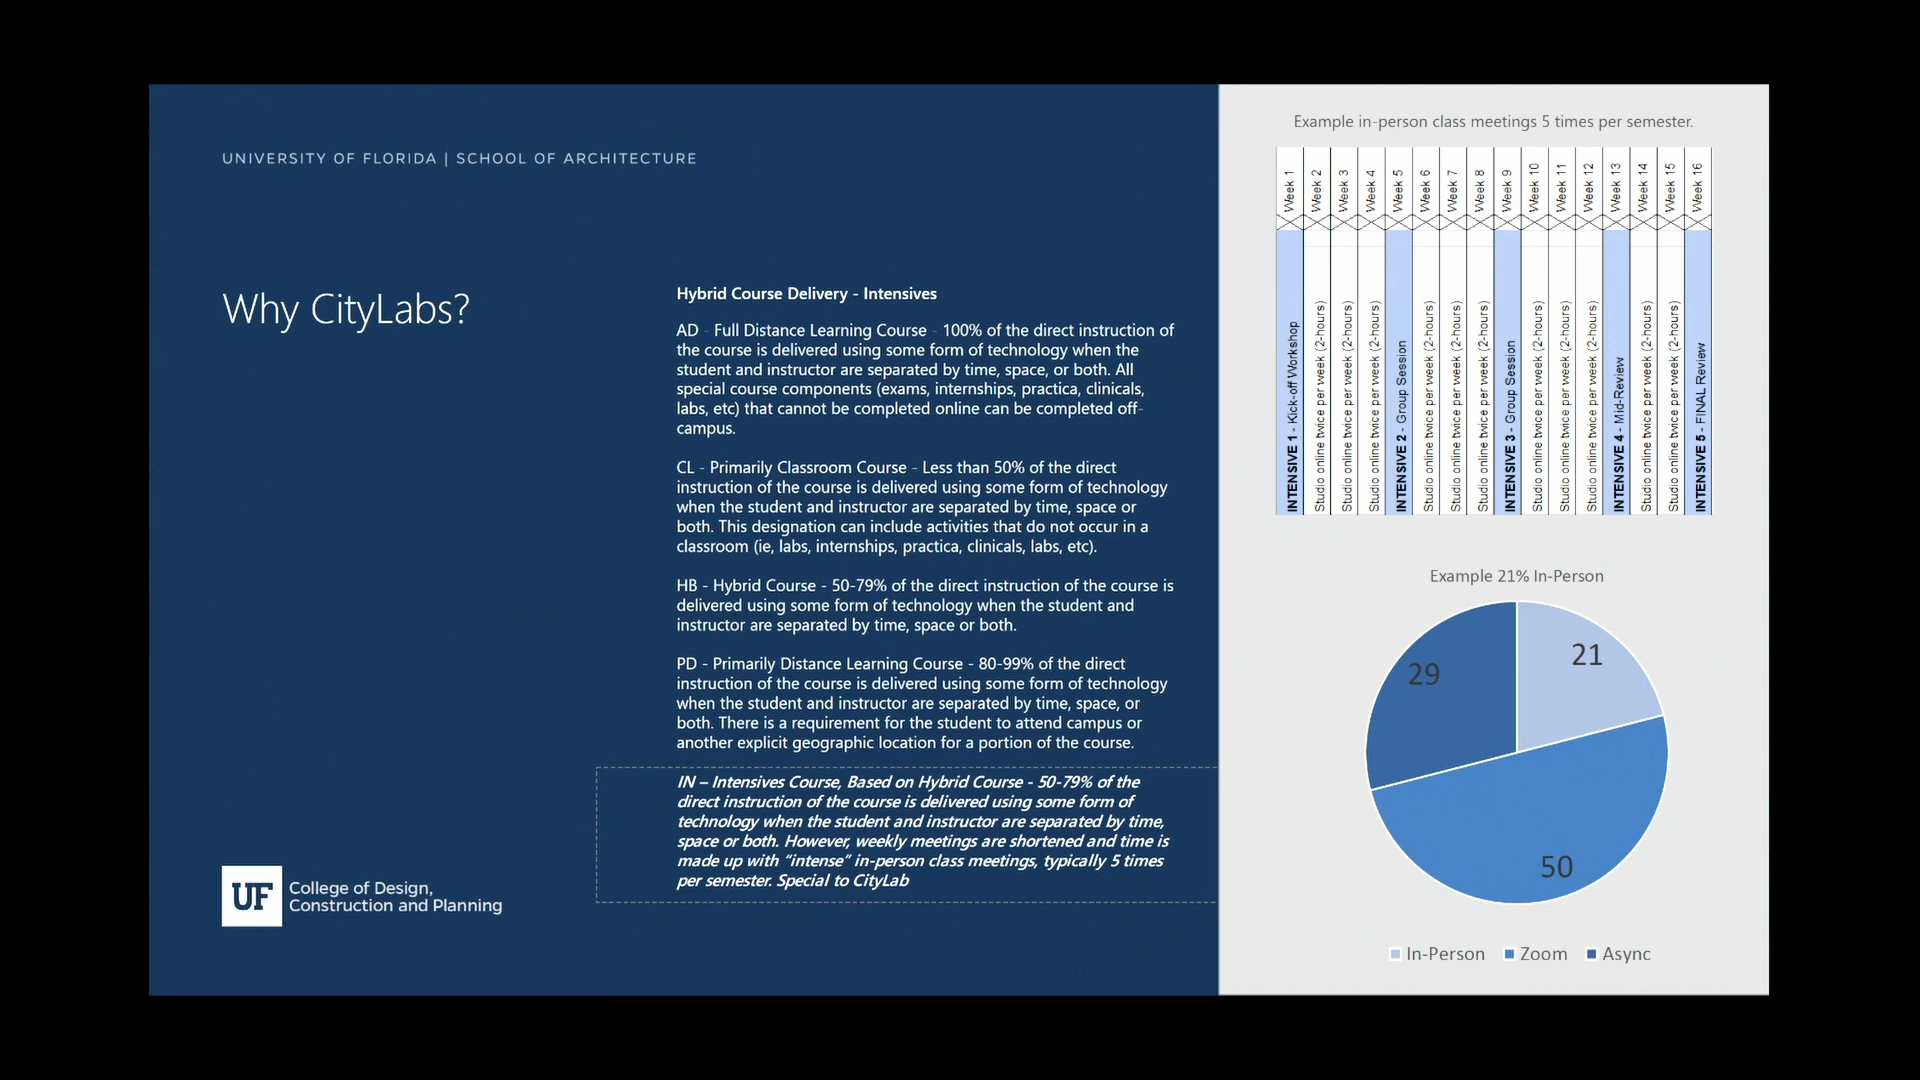 UNIVERSITY OF FLORIDA | SCHOOL OF ARCHITECTURE
Why CityLabs?
Hybrid Course Delivery - Intensives
AD - Full Distance Learning Course - 100% of the direct instruction of
the course is delivered using some form of technology when the
student and instructor are separated by time, space, or both. All
special course components (exams, internships, practica, clinicals,
labs, etc) that cannot be completed online can be completed off-
campus.
CL - Primarily Classroom Course - Less than 50% of the direct
instruction of the course is delivered using some form of technology
when the student and instructor are separated by time, space or
both. This designation can include activities that do not occur in a
classroom (ie, labs, internships, practica, clinicals, labs, etc).
HB - Hybrid Course - 50-79% of the direct instruction of the course is
delivered using some form of technology when the student and
instructor are separated by time, space or both.
PD - Primarily Distance Learning Course - 80-99% of the direct
instruction of the course is delivered using some form of technology
when the student and instructor are separated by time, space, or
both. There is a requirement for the student to attend campus or
another explicit geographic location for a portion of the course.
IN – Intensives Course, Based on Hybrid Course - 50-79% of the
direct instruction of the course is delivered using some form of
technology when the student and instructor are separated by time,
space or both. However, weekly meetings are shortened and time is
made up with “intense” in-person class meetings, typically 5 times
per semester. Special to CityLab
UF
College of Design,
Construction and Planning
Example in-person class meetings 5 times per semester.
Week 1 INTENSIVE 1 - Kick-off Workshop
Week 2 Studio online twice per week (2-hours)
Week 3 Studio online twice per week (2-hours)
Week 4 Studio online twice per week (2-hours)
Week 5 INTENSIVE 2 - Group Session
Week 6 Studio online twice per week (2-hours)
Week 7 Studio online twice per week (2-hours)
Week 8 Studio online twice per week (2-hours)
Week 9 INTENSIVE 3 - Group Session
Week 10 Studio online twice per week (2-hours)
Week 11 Studio online twice per week (2-hours)
Week 12 Studio online twice per week (2-hours)
Week 13 INTENSIVE 4 - Mid-Review
Week 14 Studio online twice per week (2-hours)
Week 15 Studio online twice per week (2-hours)
Week 16 INTENSIVE 5 - FINAL Review
Example 21% In-Person
29
21
50
In-Person Zoom Async